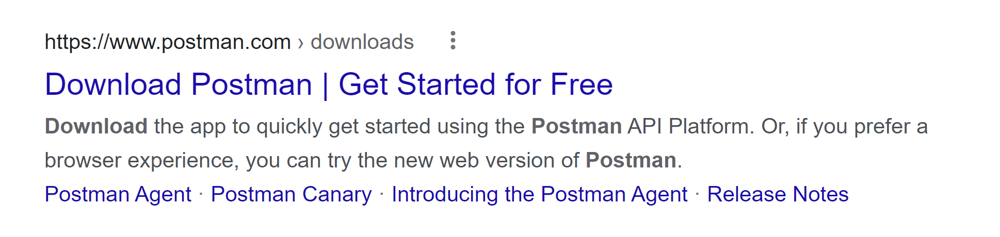 https://www.postman.com › downloads
Download Postman | Get Started for Free
Download the app to quickly get started using the Postman API Platform. Or, if you prefer a
browser experience, you can try the new web version of Postman.
Postman Agent · Postman Canary · Introducing the Postman Agent · Release Notes